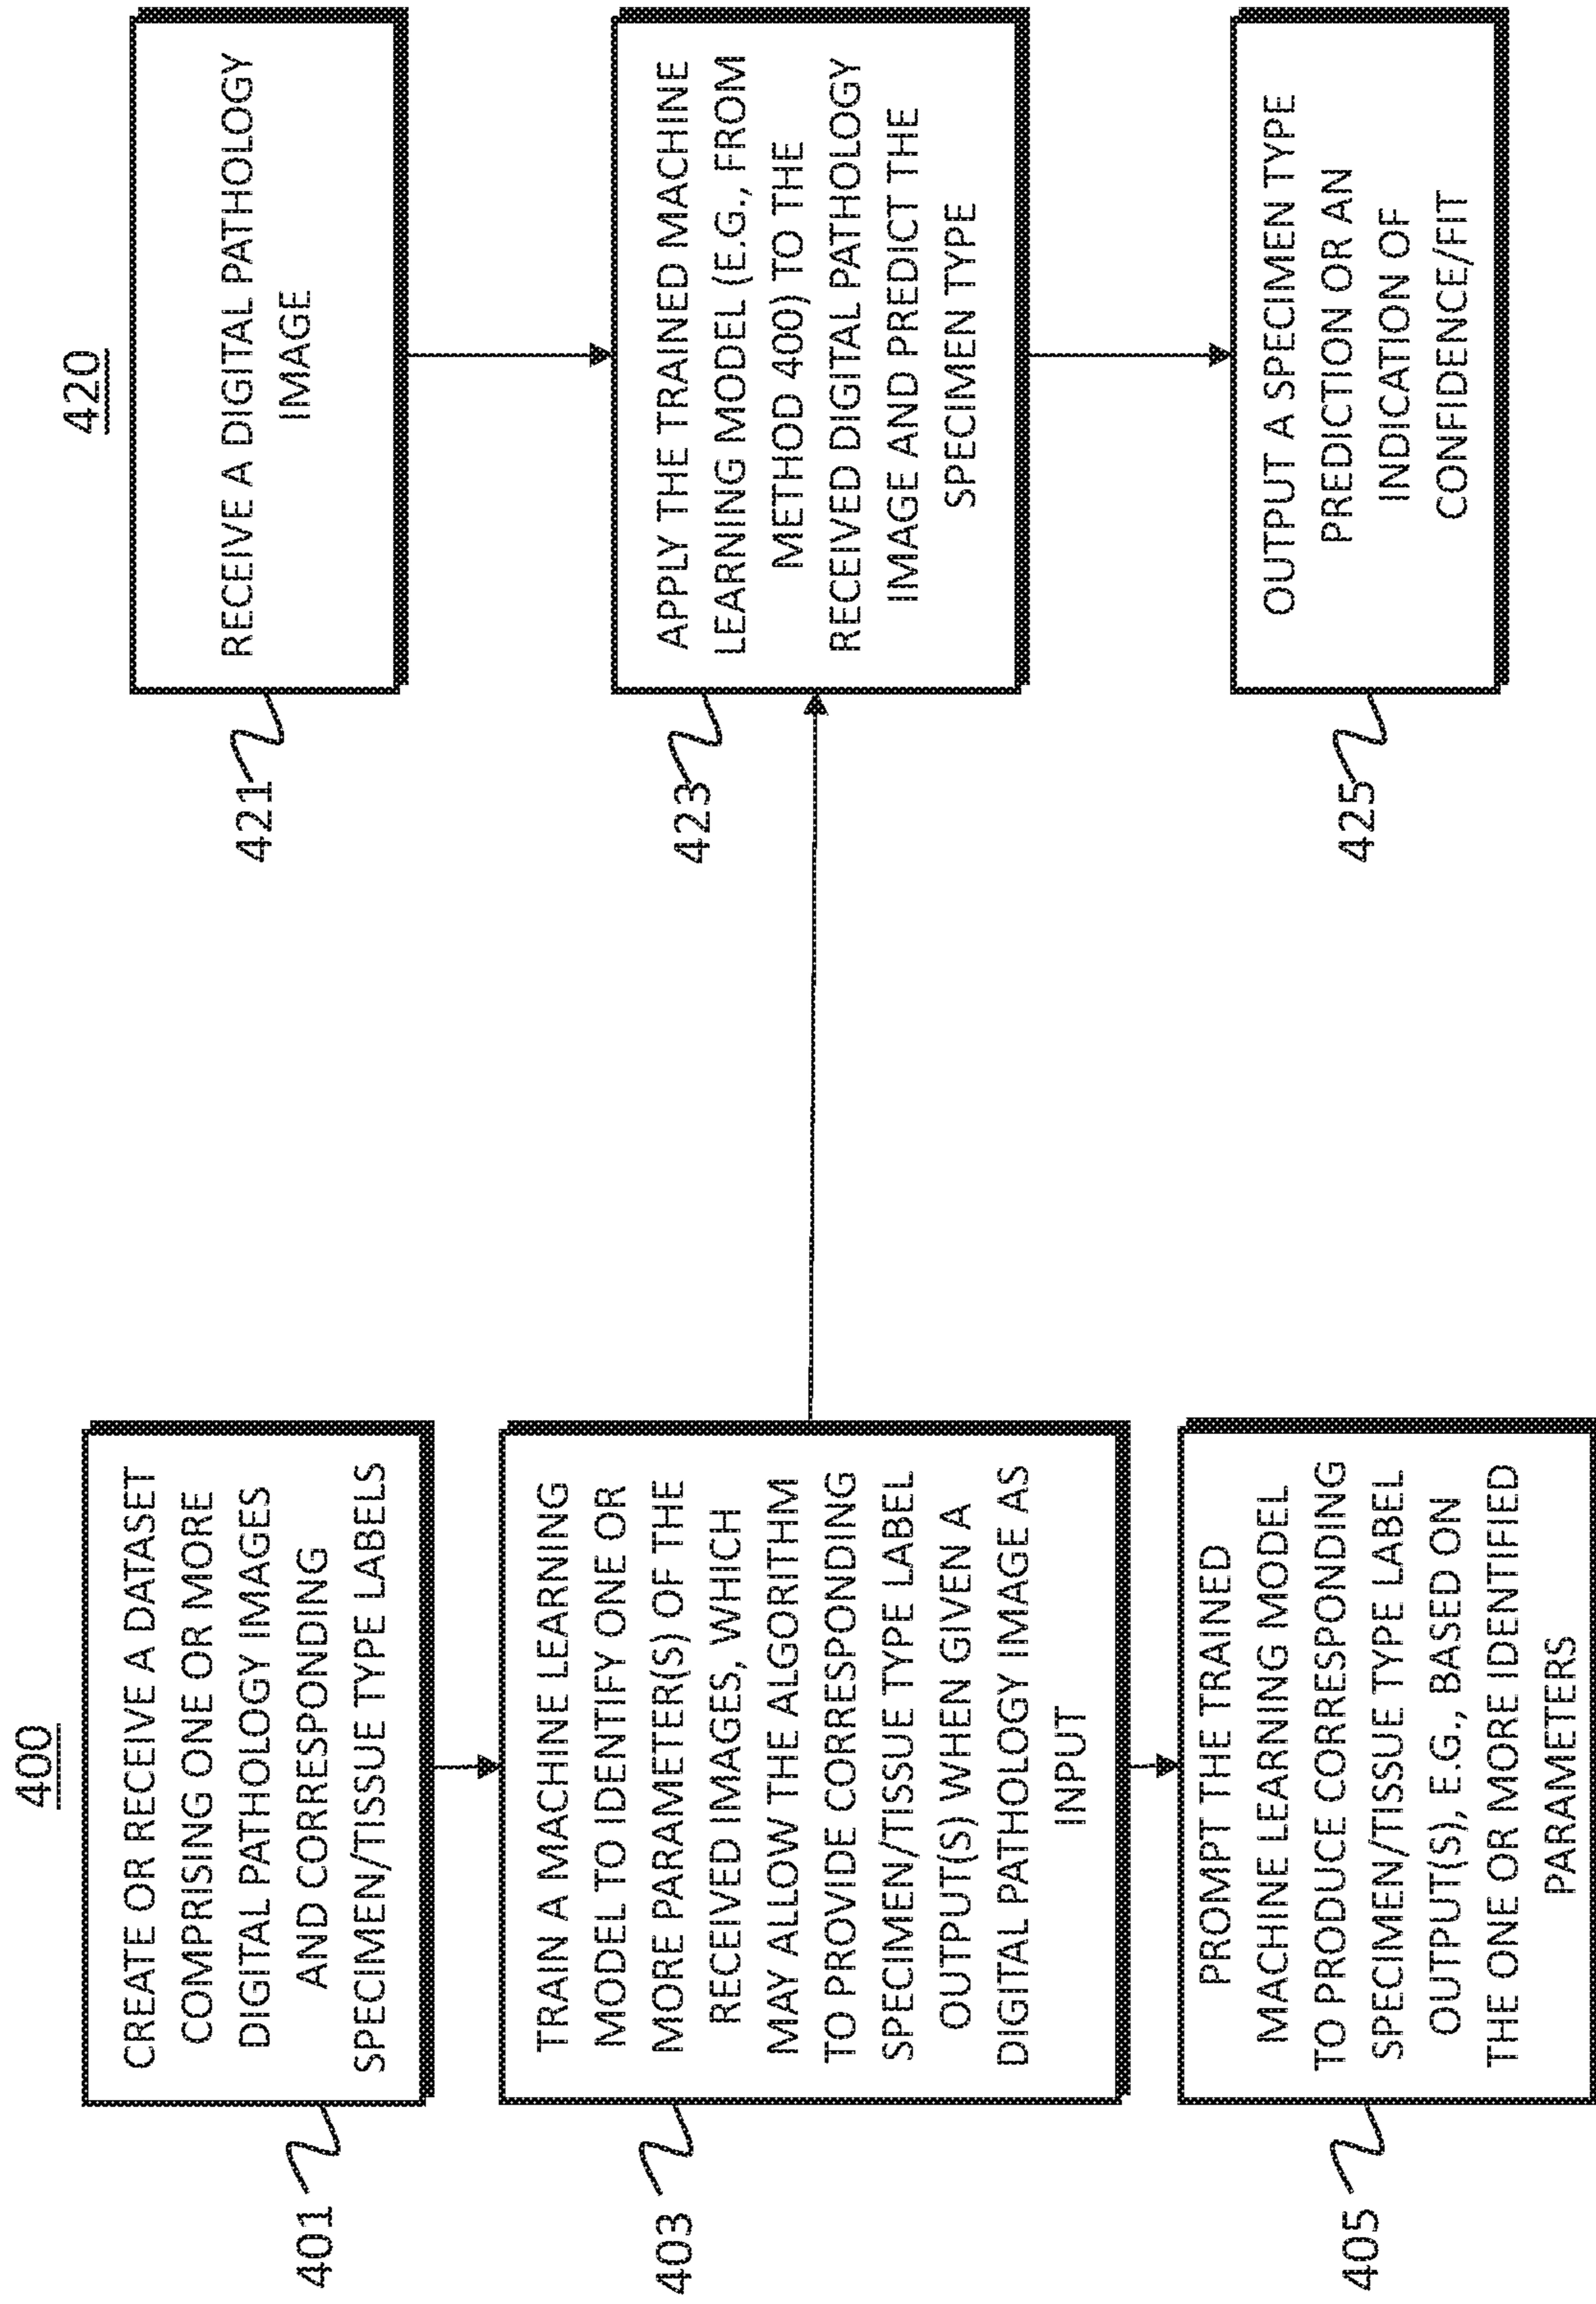 400
401
CREATE OR RECEIVE A DATASET
COMPRISING ONE OR MORE
DIGITAL PATHOLOGY IMAGES
AND CORRESPONDING
SPECIMEN/TISSUE TYPE LABELS
403
TRAIN A MACHINE LEARNING
MODEL TO IDENTIFY ONE OR
MORE PARAMETER(S) OF THE
RECEIVED IMAGES, WHICH
MAY ALLOW THE ALGORITHM
TO PROVIDE CORRESPONDING
SPECIMEN/TISSUE TYPE LABEL
OUTPUT(S) WHEN GIVEN A
DIGITAL PATHOLOGY IMAGE AS
INPUT
405
PROMPT THE TRAINED
MACHINE LEARNING MODEL
TO PRODUCE CORRESPONDING
SPECIMEN/TISSUE TYPE LABEL
OUTPUT(S), E.G., BASED ON
THE ONE OR MORE IDENTIFIED
PARAMETERS
420
421
RECEIVE A DIGITAL PATHOLOGY
IMAGE
423
APPLY THE TRAINED MACHINE
LEARNING MODEL (E.G., FROM
METHOD 400) TO THE
RECEIVED DIGITAL PATHOLOGY
IMAGE AND PREDICT THE
SPECIMEN TYPE
425
OUTPUT A SPECIMEN TYPE
PREDICTION OR AN
INDICATION OF
CONFIDENCE/FIT